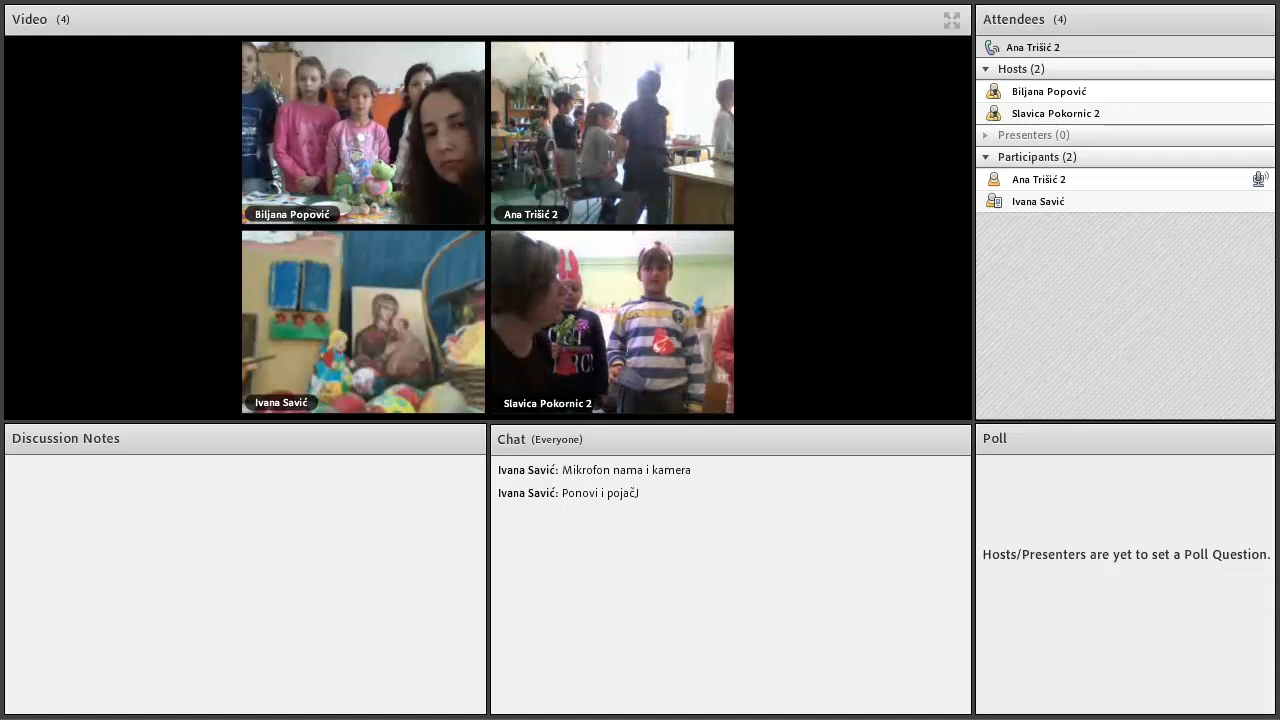 Video (4)
Biljana Popović
Ana Trišić 2
Ivana Savić
Slavica Pokornic 2
Attendees (4)
Ana Trišić 2
Hosts (2)
Biljana Popović
Slavica Pokornic 2
Presenters (0)
Participants (2)
Ana Trišić 2
Ivana Savić
Discussion Notes
Chat (Everyone)
Ivana Savić: Mikrofon nama i kamera
Ivana Savić: Ponovi i pojačJ
Poll
Hosts/Presenters are yet to set a Poll Question.